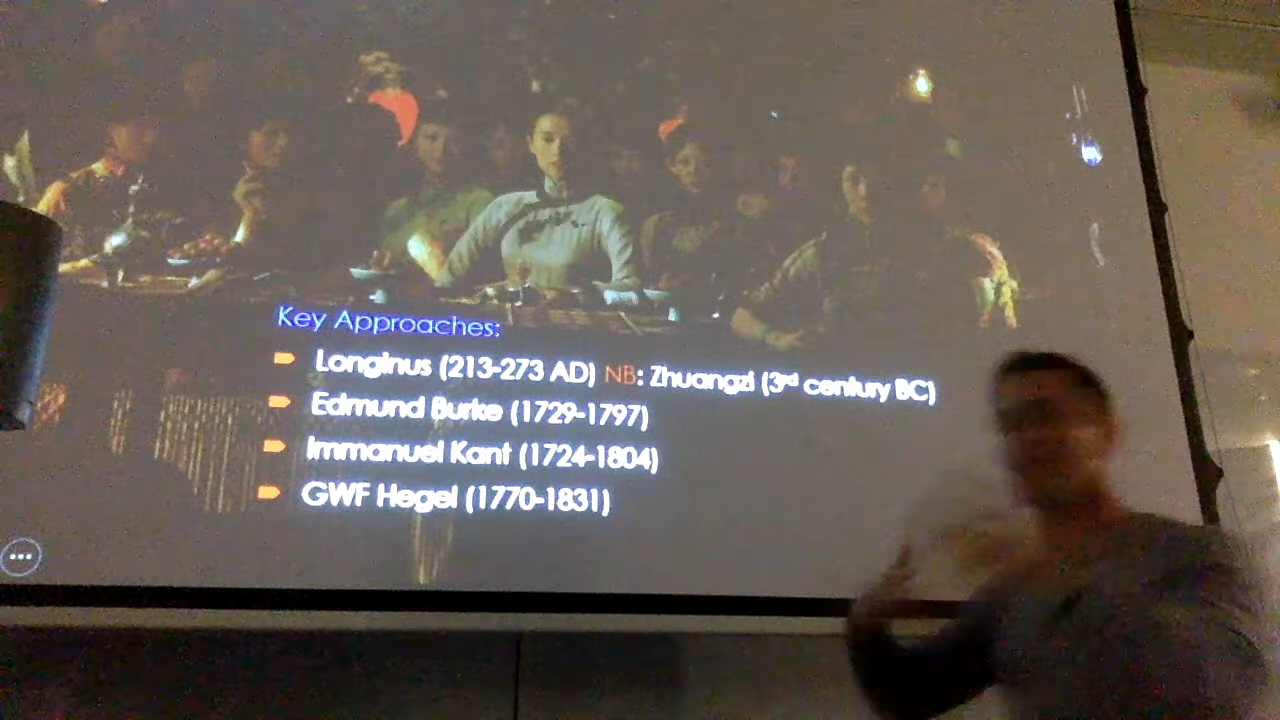 Key Approaches:
Longinus (213-273 AD) NB: Zhuangzi (3rd century BC)
Edmund Burke (1729-1797)
Immanuel Kant (1724-1804)
GWF Hegel (1770-1831)